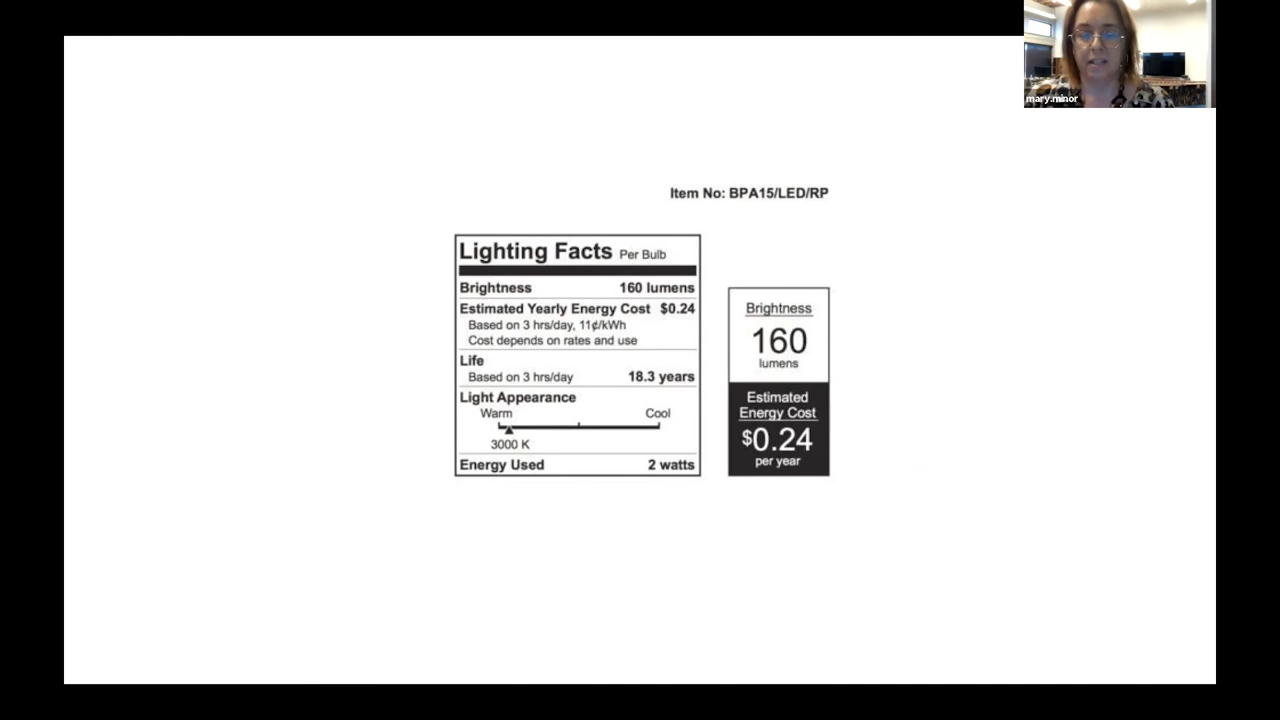 mary.minor
Item No: BPA15/LED/RP
Lighting Facts Per Bulb
Brightness 160 lumens
Estimated Yearly Energy Cost $0.24
Based on 3 hrs/day, 11¢/kWh
Cost depends on rates and use
Life
Based on 3 hrs/day 18.3 years
Light Appearance
Warm Cool
3000 K
Energy Used 2 watts
Brightness
160
lumens
Estimated
Energy Cost
$0.24
per year